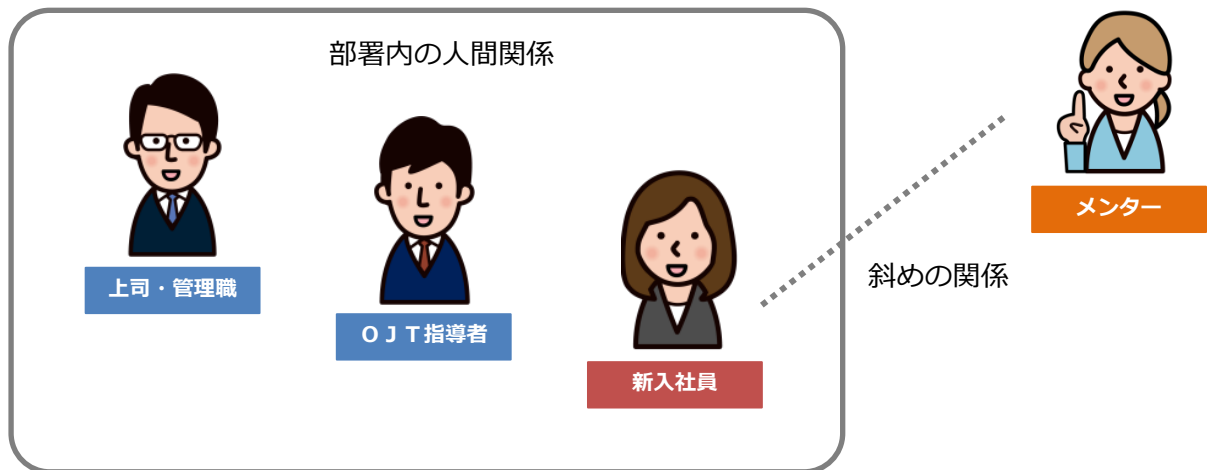 部署内の人間関係
メンター
斜めの関係
上司・管理職
ＯＪＴ指導者
新入社員